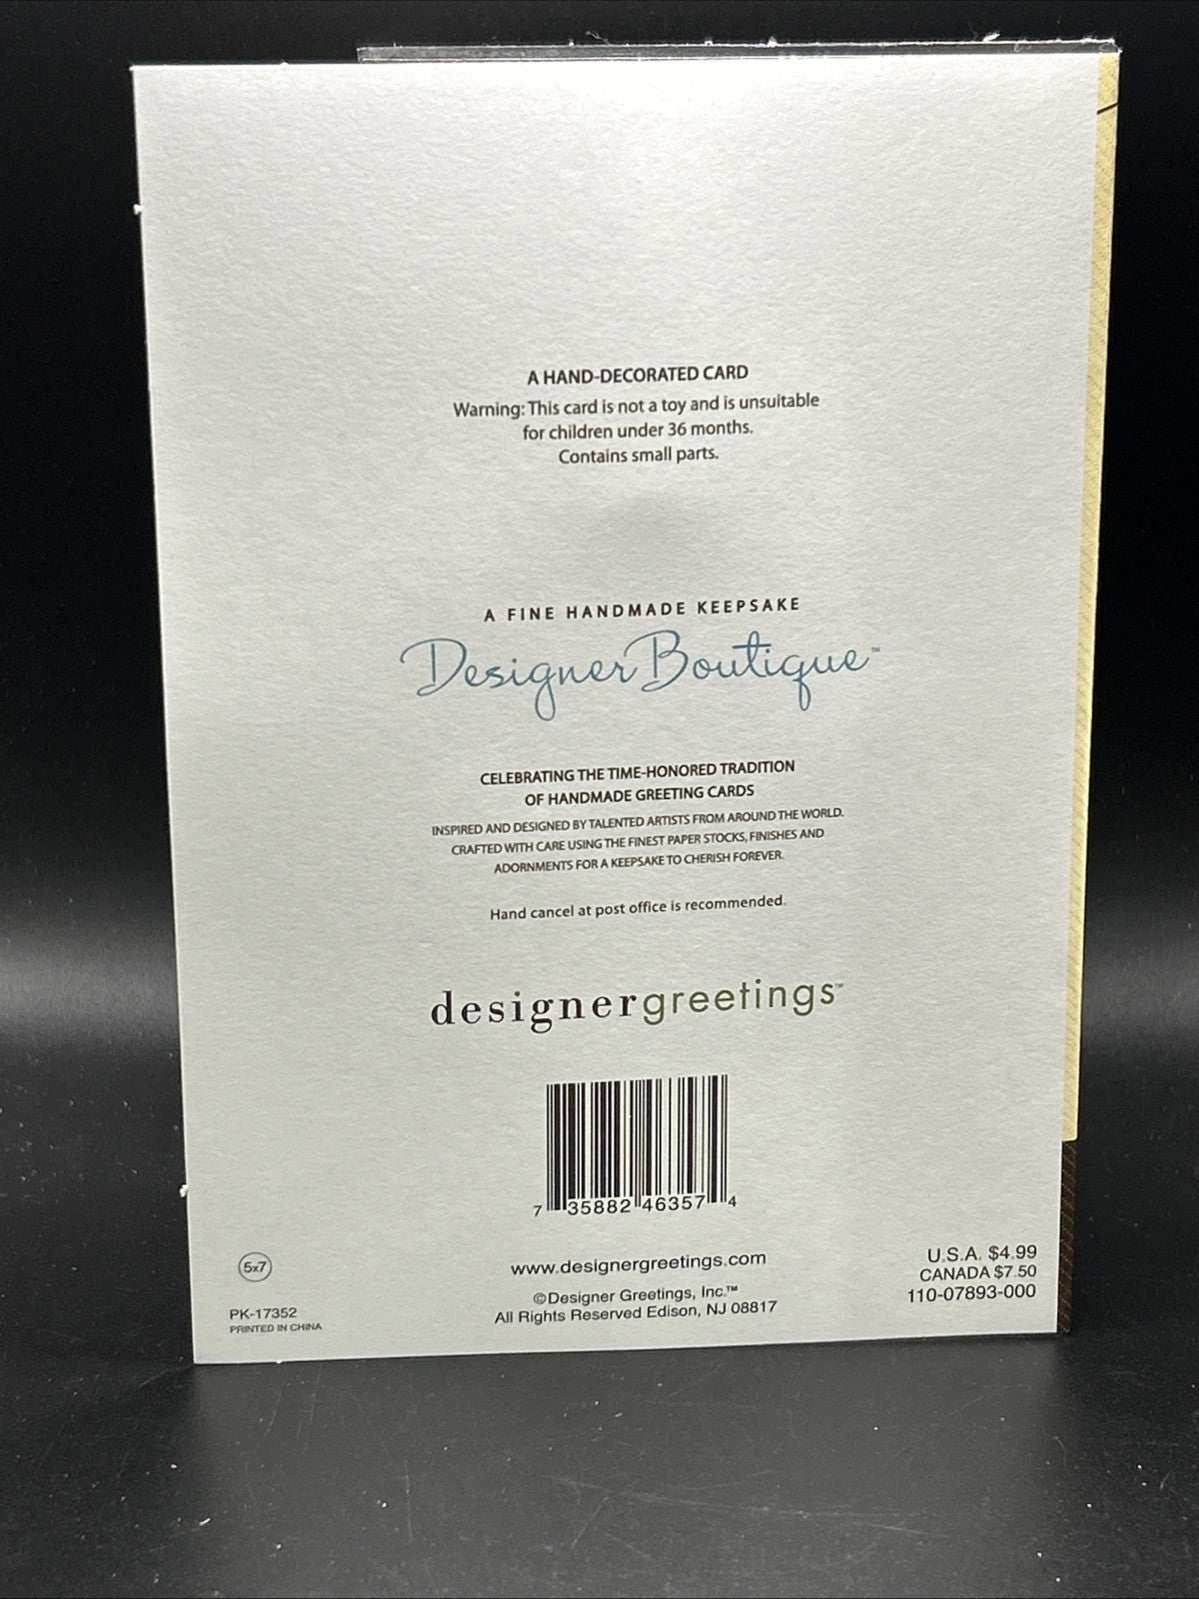 A HAND-DECORATED CARD
Warning: This card is not a toy and is unsuitable
for children under 36 months.
Contains small parts.
A FINE HANDMADE KEEPSAKE
Designer Boutique™
CELEBRATING THE TIME-HONORED TRADITION
OF HANDMADE GREETING CARDS
INSPIRED AND DESIGNED BY TALENTED ARTISTS FROM AROUND THE WORLD.
CRAFTED WITH CARE USING THE FINEST PAPER STOCKS, FINISHES AND
ADORNMENTS FOR A KEEPSAKE TO CHERISH FOREVER.
Hand cancel at post office is recommended.
designergreetings™
7 35882 46357 4
5x7
PK-17352
PRINTED IN CHINA
www.designergreetings.com
©Designer Greetings, Inc.™
All Rights Reserved Edison, NJ 08817
U.S.A. $4.99
CANADA $7.50
110-07893-000